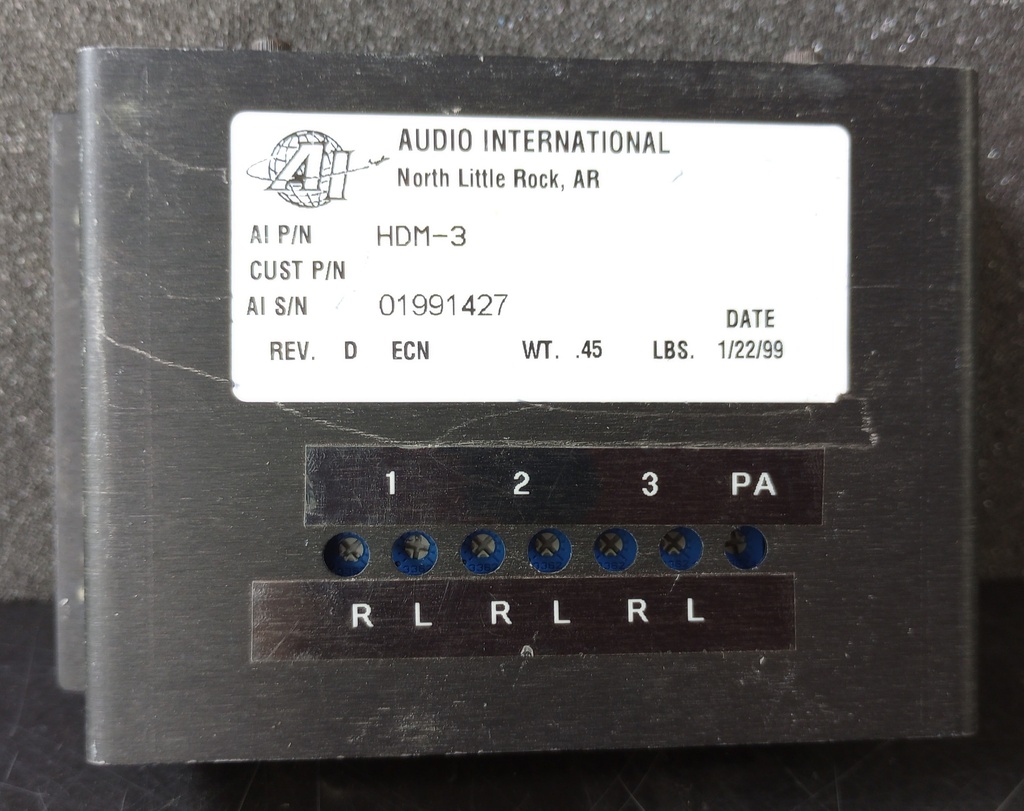 AI
AUDIO INTERNATIONAL
North Little Rock, AR
AI P/N HDM-3
CUST P/N
AI S/N 01991427
DATE
REV. D ECN WT. .45 LBS. 1/22/99
1 2 3 PA
R L R L R L